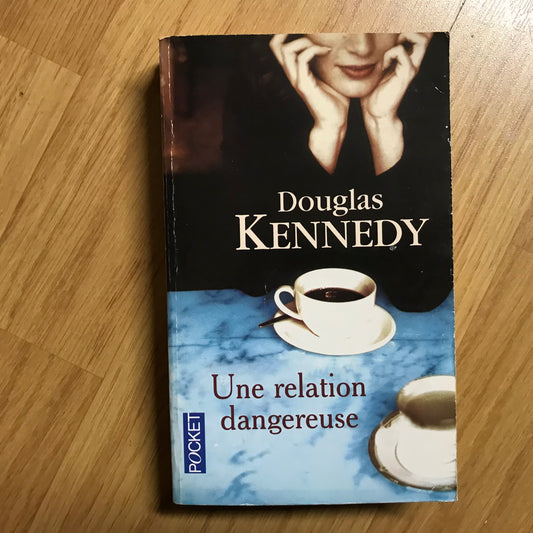 Douglas
KENNEDY
Une relation
dangereuse
POCKET